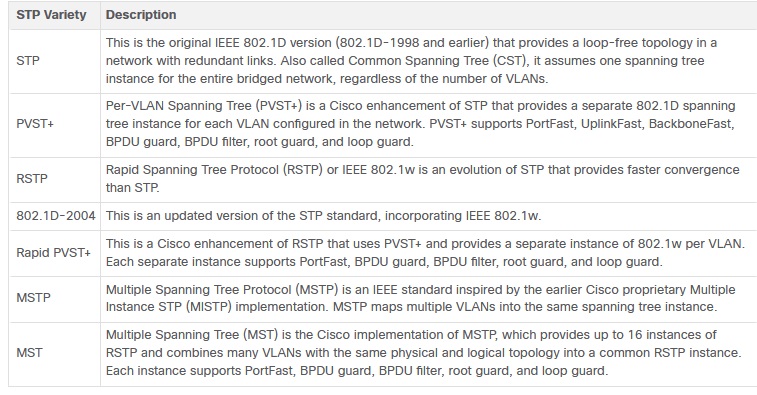 STP Variety Description
STP
This is the original IEEE 802.1D version (802.1D-1998 and earlier) that provides a loop-free topology in a
network with redundant links. Also called Common Spanning Tree (CST), it assumes one spanning tree
instance for the entire bridged network, regardless of the number of VLANs.
PVST+
Per-VLAN Spanning Tree (PVST+) is a Cisco enhancement of STP that provides a separate 802.1D spanning
tree instance for each VLAN configured in the network. PVST+ supports PortFast, UplinkFast, BackboneFast,
BPDU guard, BPDU filter, root guard, and loop guard.
RSTP
Rapid Spanning Tree Protocol (RSTP) or IEEE 802.1w is an evolution of STP that provides faster convergence
than STP.
802.1D-2004 This is an updated version of the STP standard, incorporating IEEE 802.1w.
Rapid PVST+
This is a Cisco enhancement of RSTP that uses PVST+ and provides a separate instance of 802.1w per VLAN.
Each separate instance supports PortFast, BPDU guard, BPDU filter, root guard, and loop guard.
MSTP
Multiple Spanning Tree Protocol (MSTP) is an IEEE standard inspired by the earlier Cisco proprietary Multiple
Instance STP (MISTP) implementation. MSTP maps multiple VLANs into the same spanning tree instance.
MST
Multiple Spanning Tree (MST) is the Cisco implementation of MSTP, which provides up to 16 instances of
RSTP and combines many VLANs with the same physical and logical topology into a common RSTP instance.
Each instance supports PortFast, BPDU guard, BPDU filter, root guard, and loop guard.